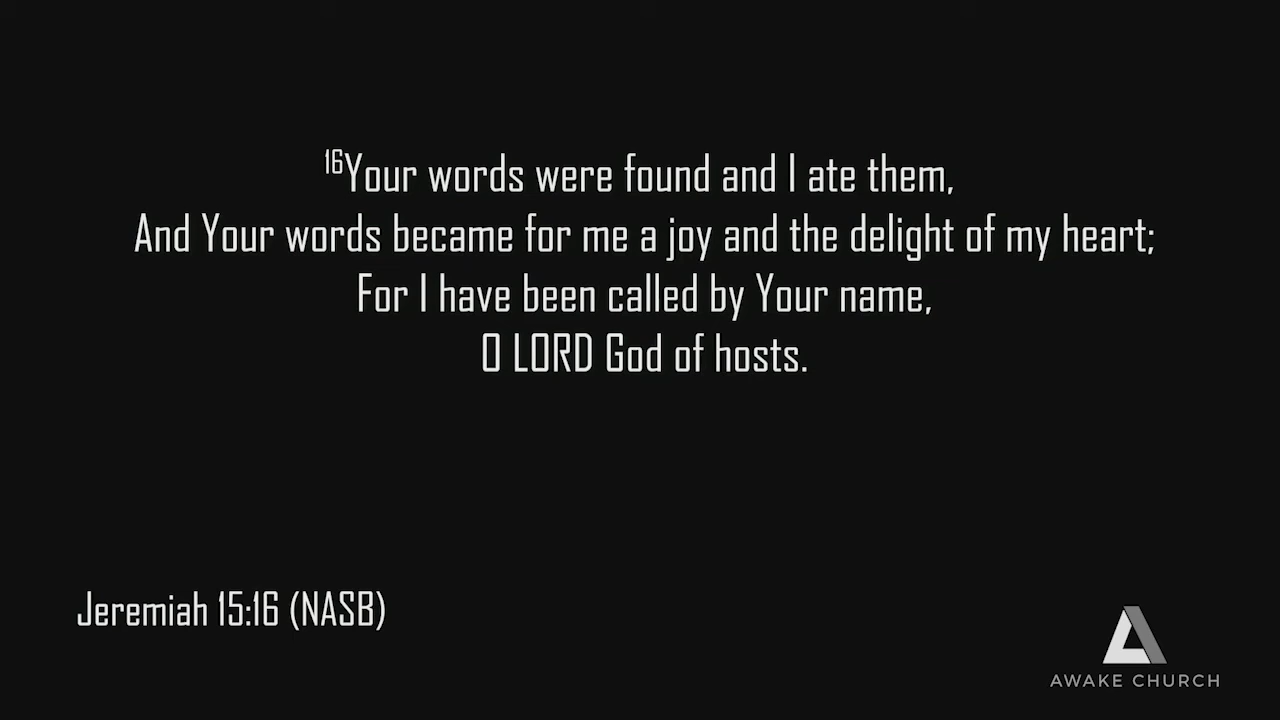 16Your words were found and I ate them,
And Your words became for me a joy and the delight of my heart;
For I have been called by Your name,
O LORD God of hosts.
Jeremiah 15:16 (NASB)
AWAKE CHURCH